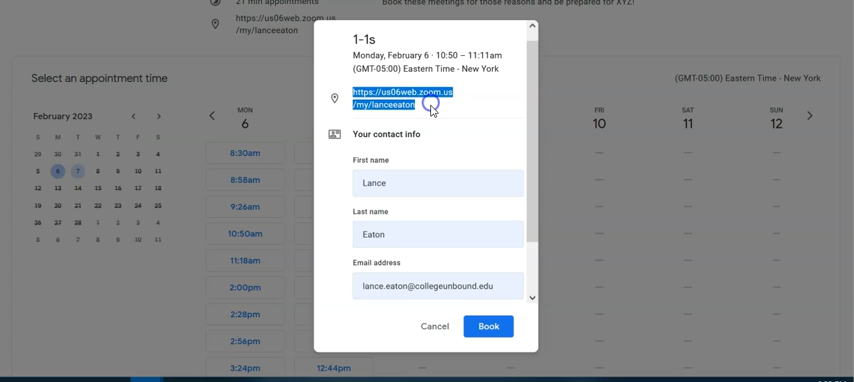 21 min appointments
Book these meetings for those reasons and be prepared for XYZ!
https://us06web.zoom.us
/my/lanceeaton
Select an appointment time
(GMT-05:00) Eastern Time - New York
February 2023
S M T W T F S
29 30 31 1 2 3 4
5 6 7 8 9 10 11
12 13 14 15 16 17 18
19 20 21 22 23 24 25
26 27 28 1 2 3 4
5 6 7 8 9 10 11
MON
6
FRI
10
SAT
11
SUN
12
8:30am
8:58am
9:26am
10:50am
11:18am
2:00pm
2:28pm
2:56pm
3:24pm
12:44pm
1-1s
Monday, February 6 · 10:50 – 11:11am
(GMT-05:00) Eastern Time - New York
https://us06web.zoom.us
/my/lanceeaton
Your contact info
First name
Lance
Last name
Eaton
Email address
lance.eaton@collegeunbound.edu
Cancel
Book